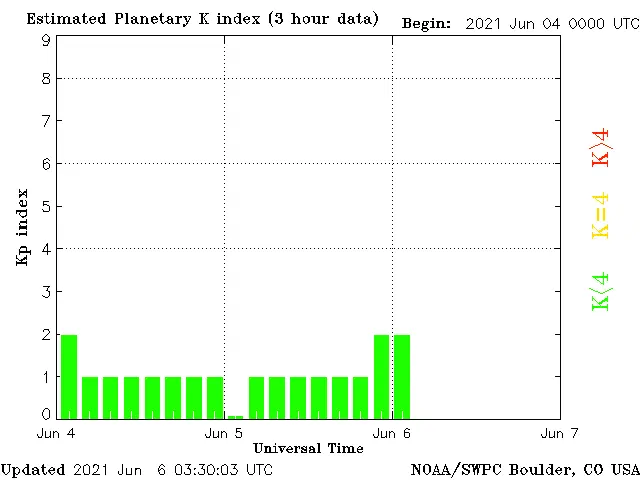 Estimated Planetary K index (3 hour data) Begin: 2021 Jun 04 0000 UTC
9
8
7
6
5
4
3
2
1
0
Kp index
K>4
K=4
K<4
Jun 4 Jun 5 Jun 6 Jun 7
Universal Time
Updated 2021 Jun 6 03:30:03 UTC NOAA/SWPC Boulder, CO USA